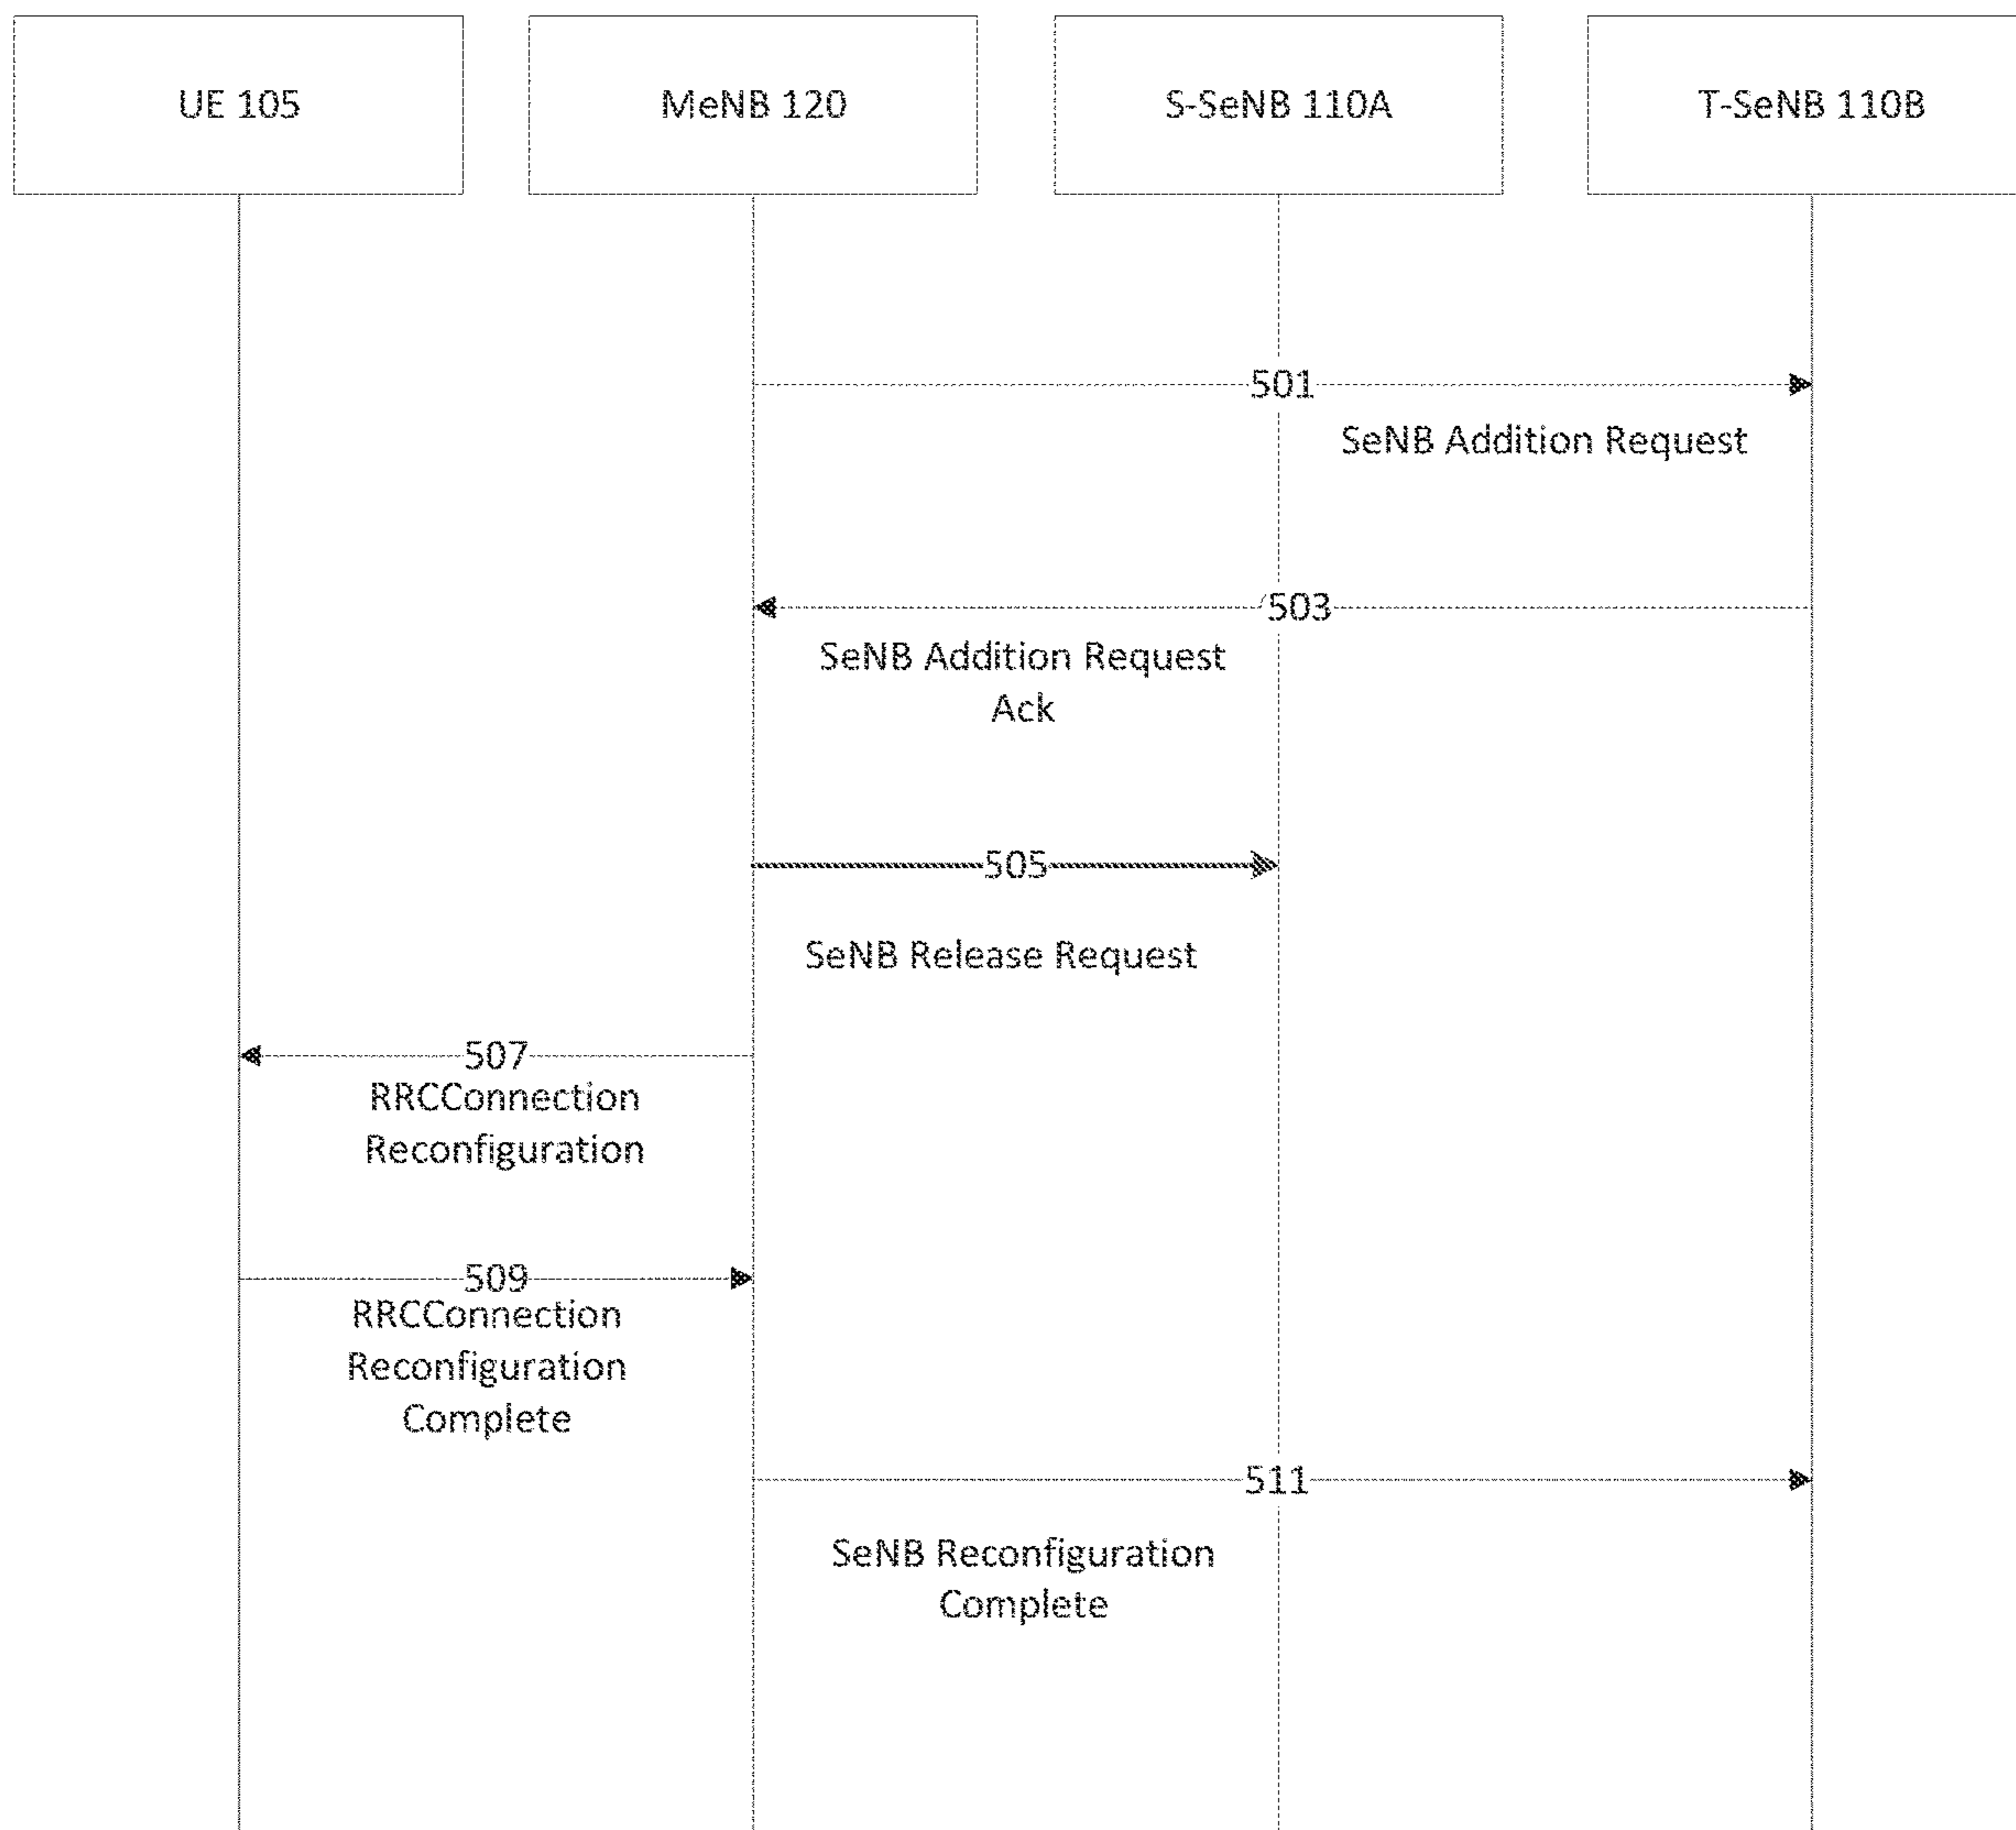 UE 105
MeNB 120
S-SeNB 110A
T-SeNB 110B
501
SeNB Addition Request
503
SeNB Addition Request
Ack
505
SeNB Release Request
507
RRCConnection
Reconfiguration
509
RRCConnection
Reconfiguration
Complete
511
SeNB Reconfiguration
Complete